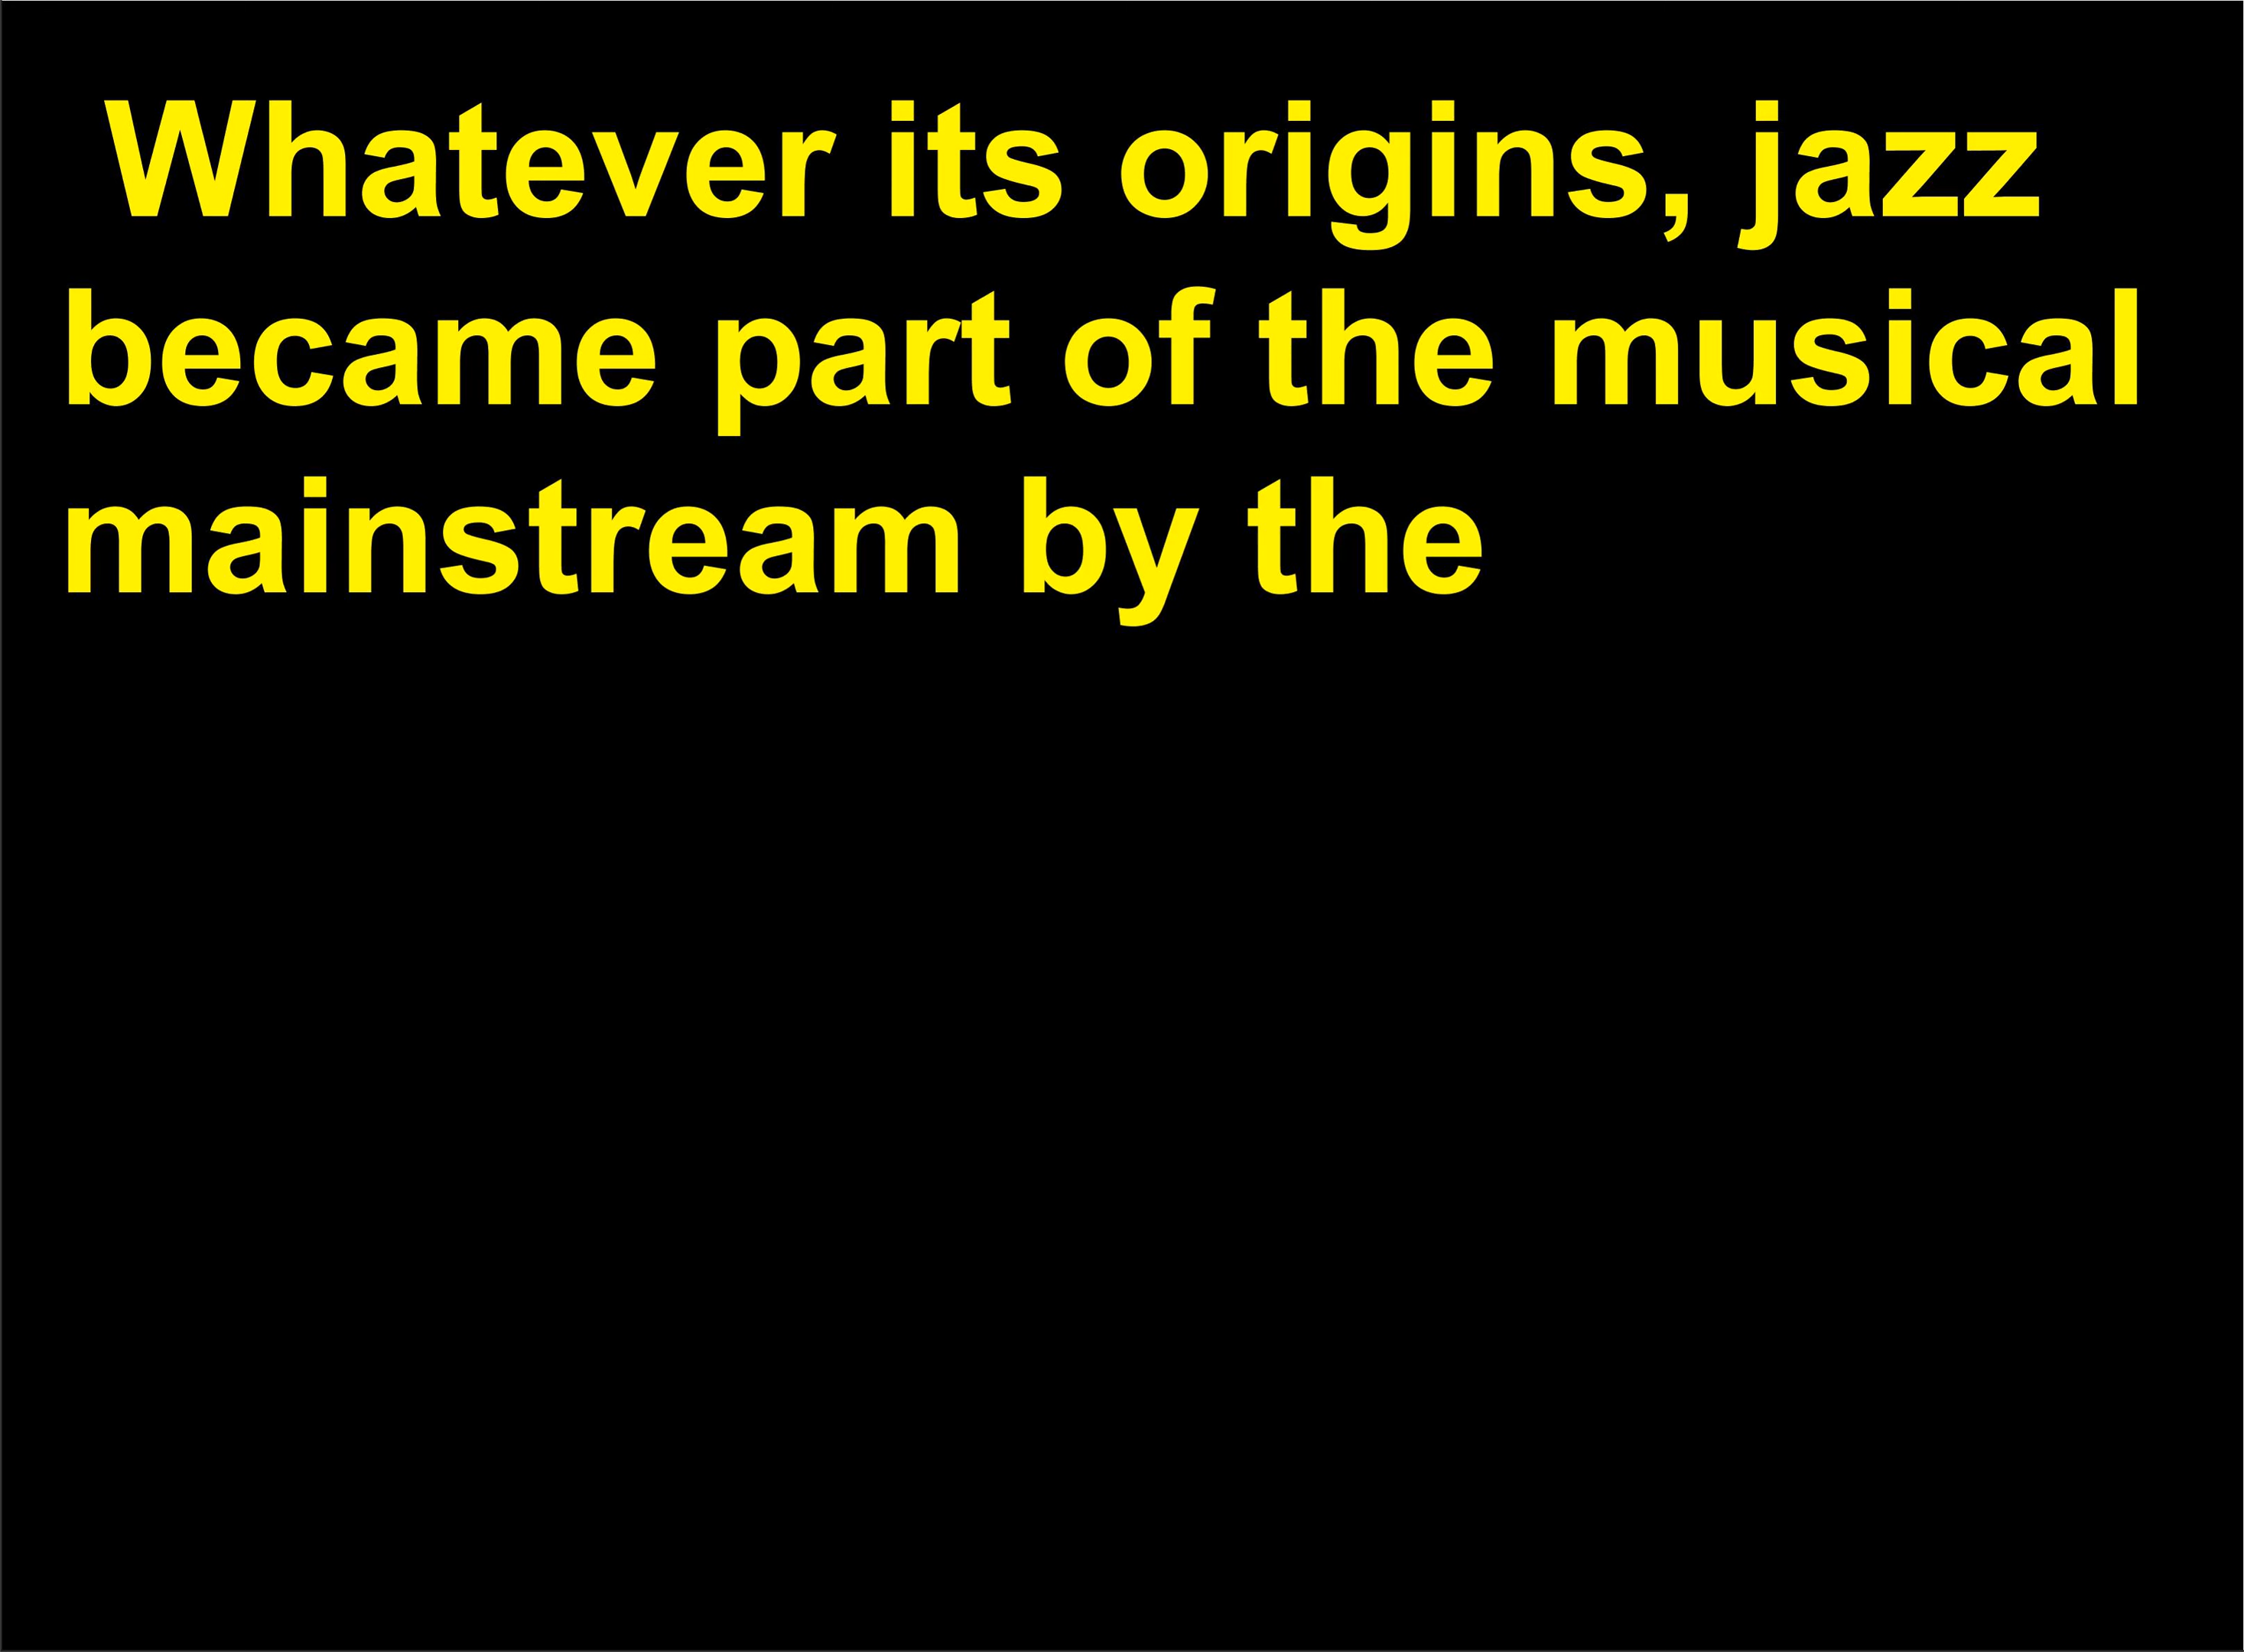 Whatever its origins, jazz
became part of the musical
mainstream by the